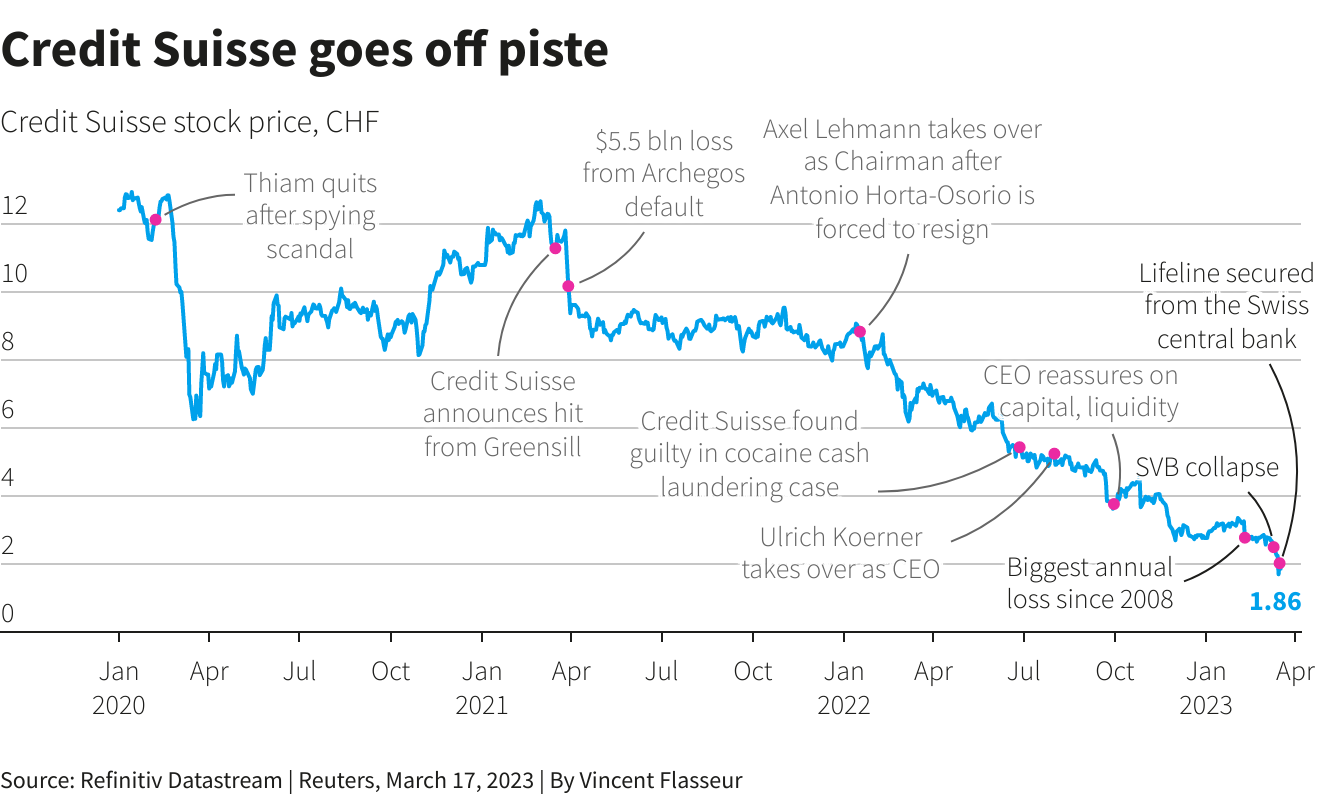 Credit Suisse goes off piste
Credit Suisse stock price, CHF
Thiam quits
after spying
scandal
$5.5 bln loss
from Archegos
default
Axel Lehmann takes over
as Chairman after
Antonio Horta-Osorio is
forced to resign
Lifeline secured
from the Swiss
central bank
Credit Suisse
announces hit
from Greensill
Credit Suisse found
guilty in cocaine cash
laundering case
CEO reassures on
capital, liquidity
SVB collapse
Ulrich Koerner
takes over as CEO
Biggest annual
loss since 2008
1.86
12
10
8
6
4
2
0
Jan Apr Jul Oct Jan Apr Jul Oct Jan Apr Jul Oct Jan Apr
2020 2021 2022 2023
Source: Refinitiv Datastream | Reuters, March 17, 2023 | By Vincent Flasseur